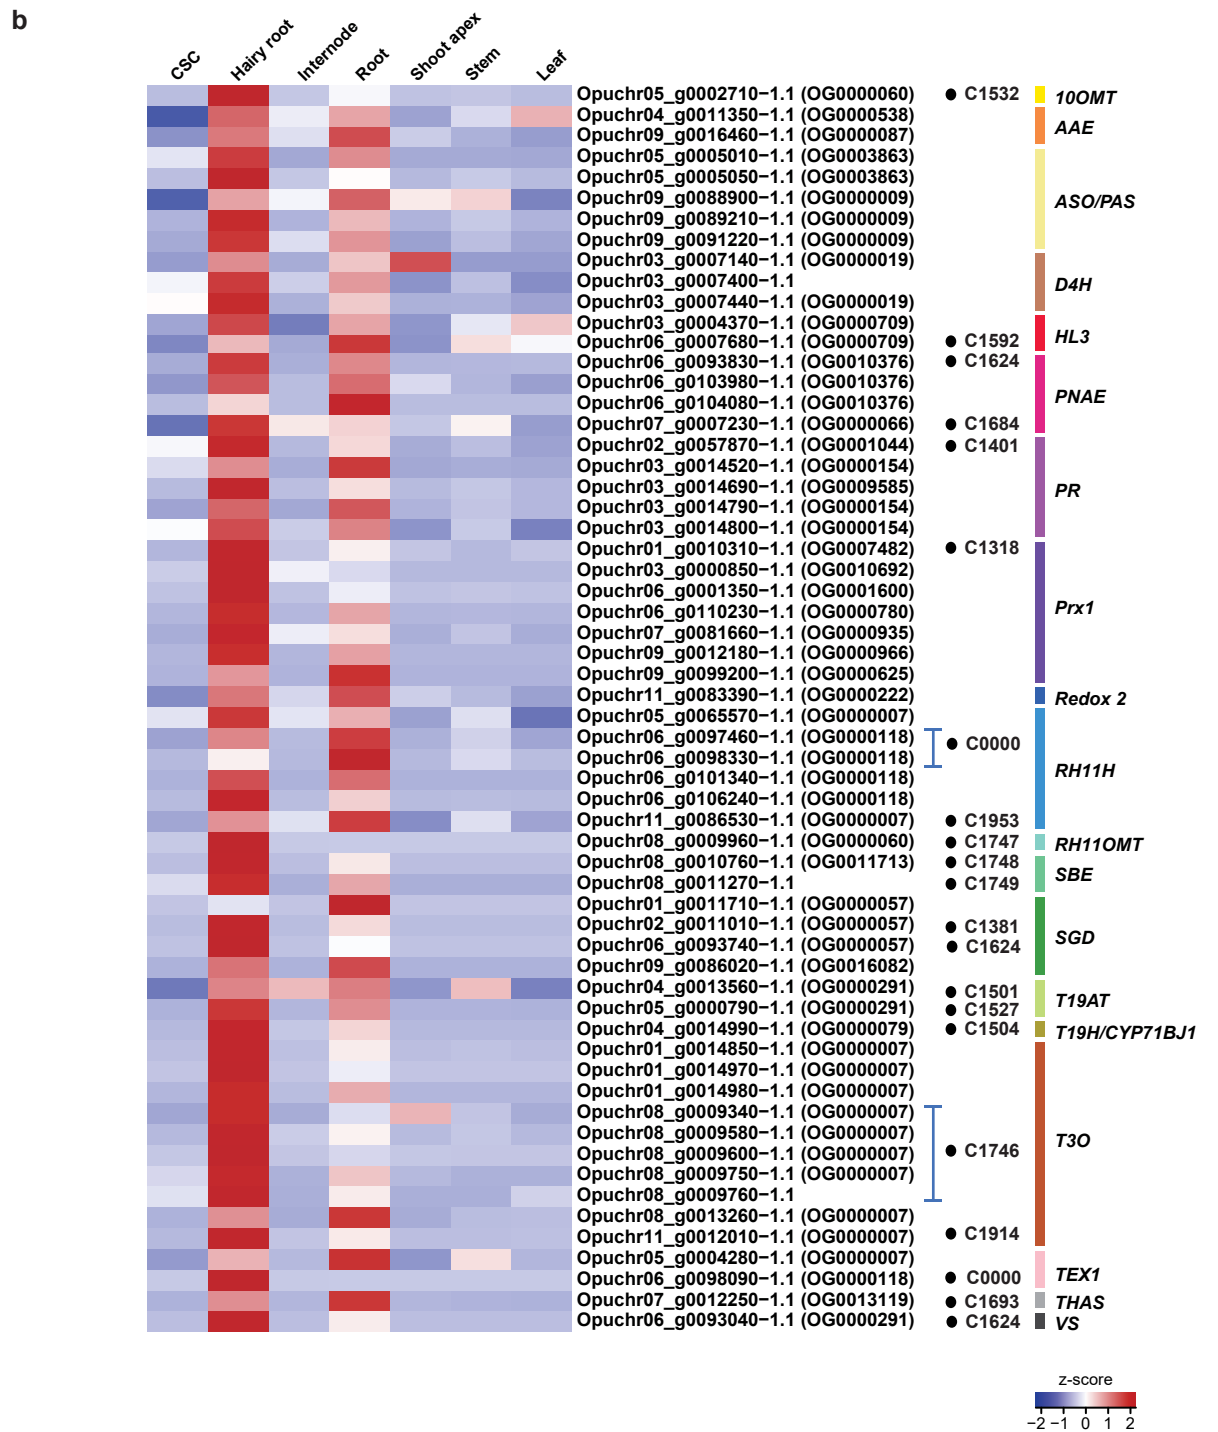 b
CSC Hairy root Internode Root Shoot apex Stem Leaf
Opuchr05_g0002710−1.1 (OG0000060) C1532 10OMT
Opuchr04_g0011350−1.1 (OG0000538) AAE
Opuchr09_g0016460−1.1 (OG0000087)
Opuchr05_g0005010−1.1 (OG0003863)
Opuchr05_g0005050−1.1 (OG0003863)
Opuchr09_g0088900−1.1 (OG0000009) ASO/PAS
Opuchr09_g0089210−1.1 (OG0000009)
Opuchr09_g0091220−1.1 (OG0000009)
Opuchr03_g0007140−1.1 (OG0000019)
Opuchr03_g0007400−1.1 D4H
Opuchr03_g0007440−1.1 (OG0000019)
Opuchr03_g0004370−1.1 (OG0000709) HL3
Opuchr06_g0007680−1.1 (OG0000709) C1592
Opuchr06_g0093830−1.1 (OG0010376) C1624
Opuchr06_g0103980−1.1 (OG0010376) PNAE
Opuchr06_g0104080−1.1 (OG0010376)
Opuchr07_g0007230−1.1 (OG0000066) C1684
Opuchr02_g0057870−1.1 (OG0001044) C1401
Opuchr03_g0014520−1.1 (OG0000154)
Opuchr03_g0014690−1.1 (OG0009585) PR
Opuchr03_g0014790−1.1 (OG0000154)
Opuchr03_g0014800−1.1 (OG0000154)
Opuchr01_g0010310−1.1 (OG0007482) C1318
Opuchr03_g0000850−1.1 (OG0010692)
Opuchr06_g0001350−1.1 (OG0001600)
Opuchr06_g0110230−1.1 (OG0000780) Prx1
Opuchr07_g0081660−1.1 (OG0000935)
Opuchr09_g0012180−1.1 (OG0000966)
Opuchr09_g0099200−1.1 (OG0000625)
Opuchr11_g0083390−1.1 (OG0000222) Redox 2
Opuchr05_g0065570−1.1 (OG0000007)
Opuchr06_g0097460−1.1 (OG0000118) C0000
Opuchr06_g0098330−1.1 (OG0000118) RH11H
Opuchr06_g0101340−1.1 (OG0000118)
Opuchr06_g0106240−1.1 (OG0000118)
Opuchr11_g0086530−1.1 (OG0000007) C1953
Opuchr08_g0009960−1.1 (OG0000060) C1747 RH11OMT
Opuchr08_g0010760−1.1 (OG0011713) C1748 SBE
Opuchr08_g0011270−1.1 C1749
Opuchr01_g0011710−1.1 (OG0000057)
Opuchr02_g0011010−1.1 (OG0000057) C1381 SGD
Opuchr06_g0093740−1.1 (OG0000057) C1624
Opuchr09_g0086020−1.1 (OG0016082)
Opuchr04_g0013560−1.1 (OG0000291) C1501 T19AT
Opuchr05_g0000790−1.1 (OG0000291) C1527
Opuchr04_g0014990−1.1 (OG0000079) C1504 T19H/CYP71BJ1
Opuchr01_g0014850−1.1 (OG0000007)
Opuchr01_g0014970−1.1 (OG0000007)
Opuchr01_g0014980−1.1 (OG0000007)
Opuchr08_g0009340−1.1 (OG0000007)
Opuchr08_g0009580−1.1 (OG0000007) T3O
Opuchr08_g0009600−1.1 (OG0000007) C1746
Opuchr08_g0009750−1.1 (OG0000007)
Opuchr08_g0009760−1.1
Opuchr08_g0013260−1.1 (OG0000007)
Opuchr11_g0012010−1.1 (OG0000007) C1914
Opuchr05_g0004280−1.1 (OG0000007)
Opuchr06_g0098090−1.1 (OG0000118) C0000 TEX1
Opuchr07_g0012250−1.1 (OG0013119) C1693 THAS
Opuchr06_g0093040−1.1 (OG0000291) C1624 VS
z-score
−2 −1 0 1 2